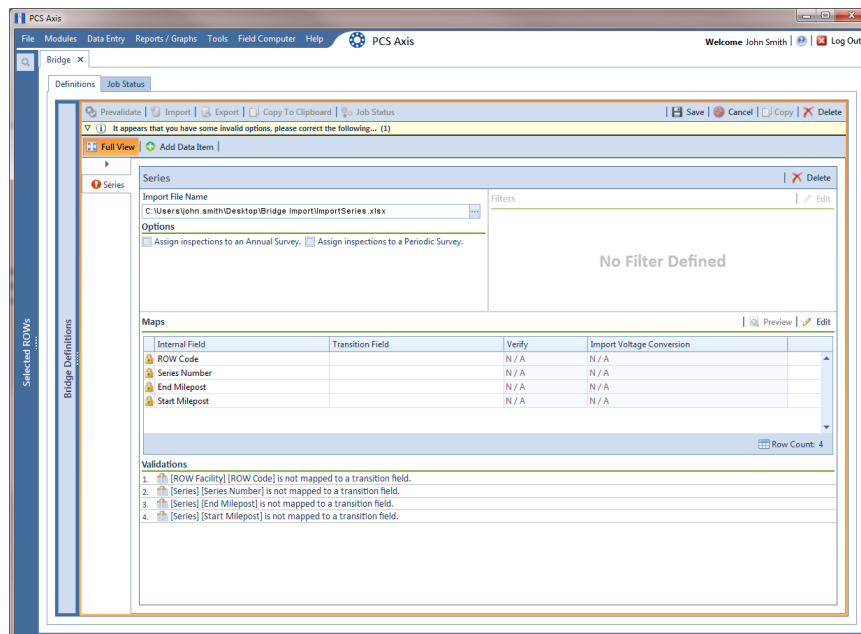 PCS Axis
File Modules Data Entry Reports / Graphs Tools Field Computer Help PCS Axis Welcome John Smith | Log Out
Bridge
Definitions Job Status
Prevalidate | Import | Export | Copy To Clipboard | Job Status | Save | Cancel | Copy | Delete
It appears that you have some invalid options, please correct the following... (1)
Full View | Add Data Item |
Series
Series | Delete
Import File Name
Filters | Edit
C:\Users\john.smith\Desktop\Bridge Import\ImportSeries.xlsx ...
Options
Assign inspections to an Annual Survey. Assign inspections to a Periodic Survey.
No Filter Defined
Maps | Preview | Edit
Internal Field Transition Field Verify Import Voltage Conversion
ROW Code N / A N / A
Series Number N / A N / A
End Milepost N / A N / A
Start Milepost N / A N / A
Row Count: 4
Validations
1. [ROW Facility] [ROW Code] is not mapped to a transition field.
2. [Series] [Series Number] is not mapped to a transition field.
3. [Series] [End Milepost] is not mapped to a transition field.
4. [Series] [Start Milepost] is not mapped to a transition field.
Selected ROWs
Bridge Definitions